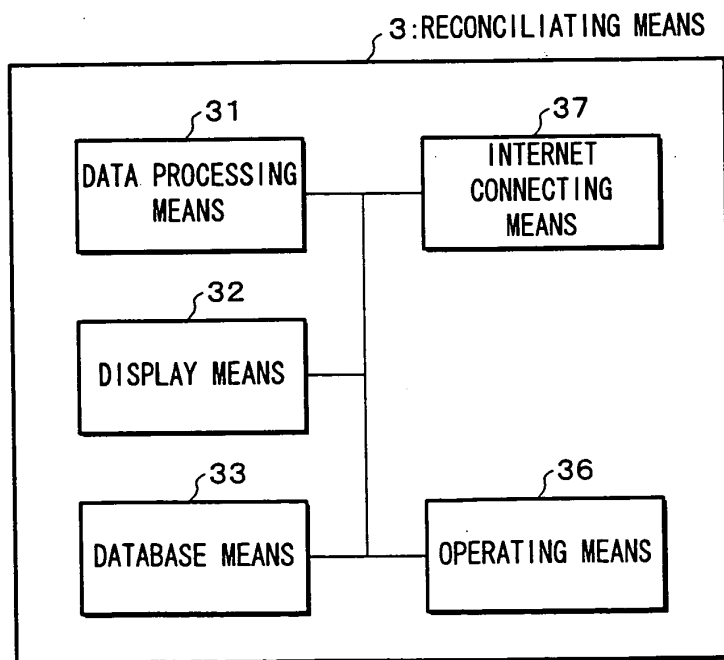 3:RECONCILIATING MEANS
31
DATA PROCESSING
MEANS
37
INTERNET
CONNECTING
MEANS
32
DISPLAY MEANS
33
DATABASE MEANS
36
OPERATING MEANS